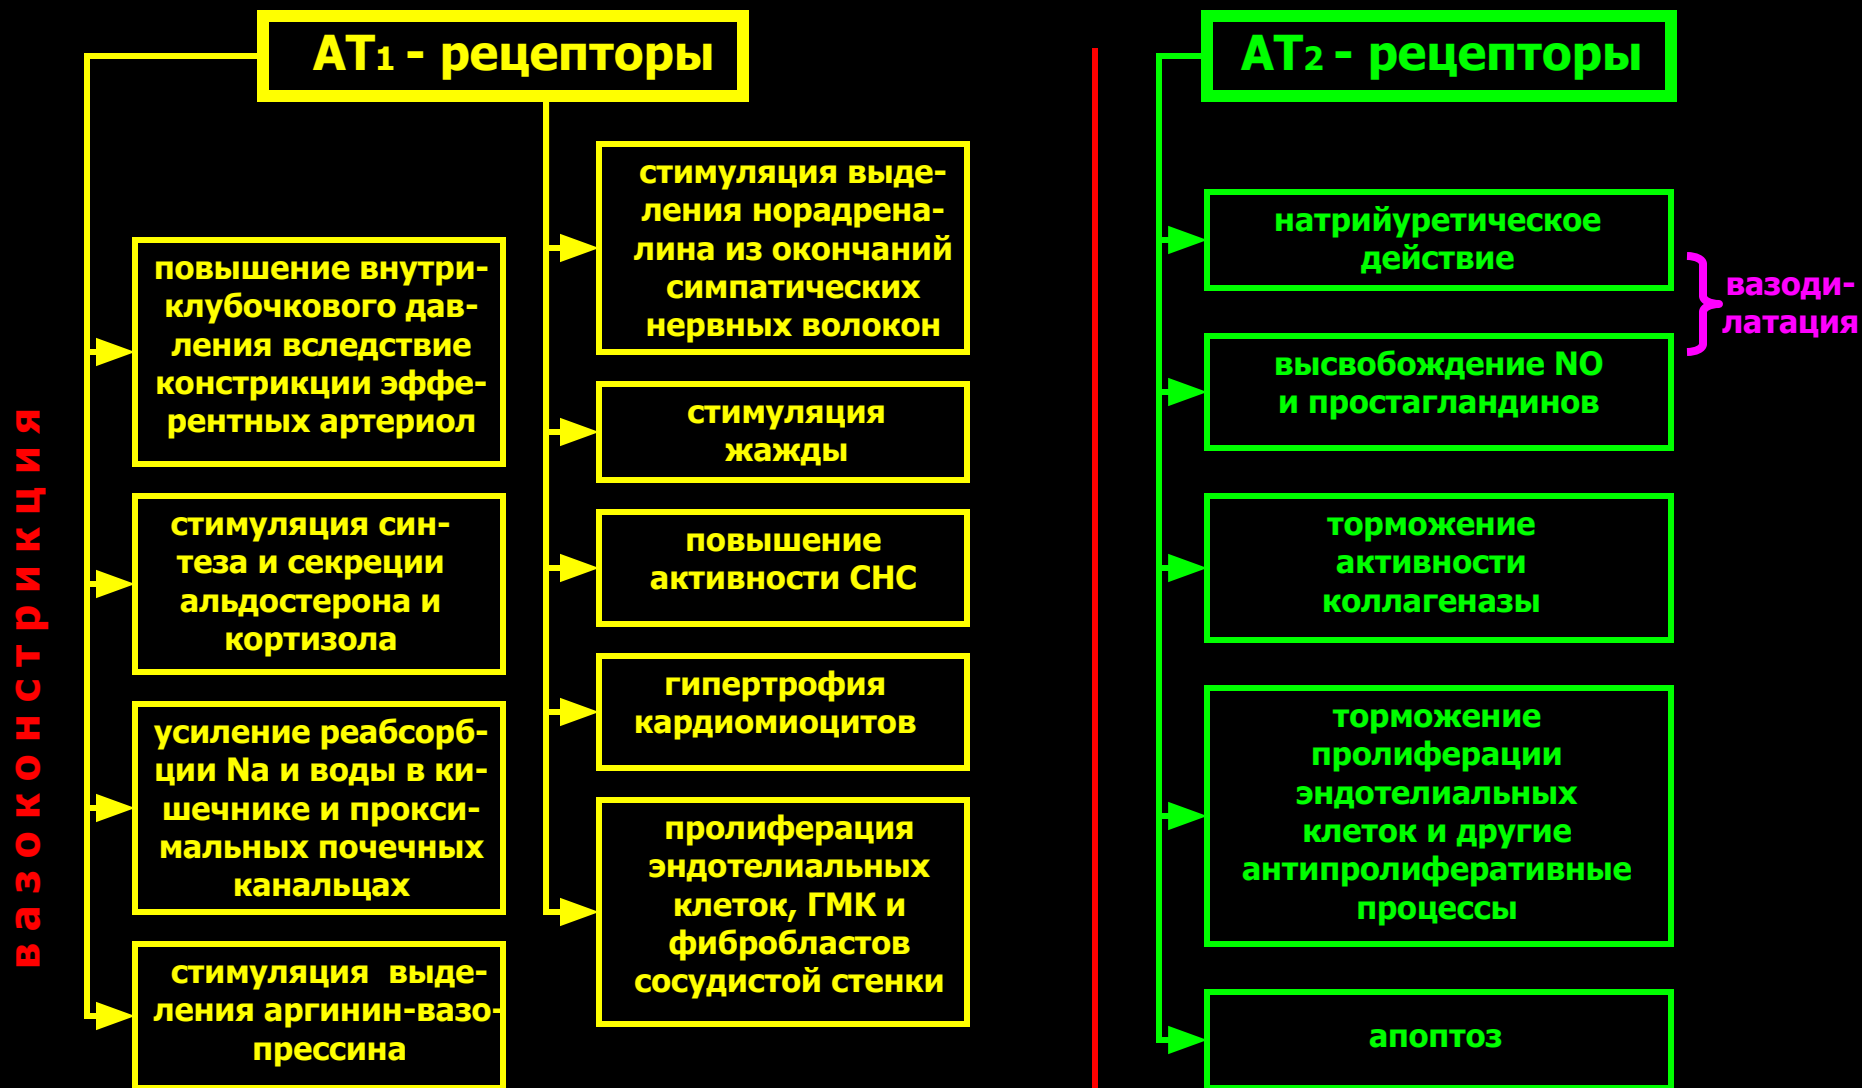 АТ1 - рецепторы
вазоконстрикция
повышение внутри-
клубочкового дав-
ления вследствие
констрикции эффе-
рентных артериол
стимуляция син-
теза и секреции
альдостерона и
кортизола
усиление реабсорб-
ции Na и воды в ки-
шечнике и прокси-
мальных почечных
канальцах
стимуляция выде-
ления аргинин-вазо-
прессина
стимуляция выде-
ления норадрена-
лина из окончаний
симпатических
нервных волокон
стимуляция
жажды
повышение
активности СНС
гипертрофия
кардиомиоцитов
пролиферация
эндотелиальных
клеток, ГМК и
фибробластов
сосудистой стенки
АТ2 - рецепторы
натрийуретическое
действие
высвобождение NO
и простагландинов
вазоди-
латация
торможение
активности
коллагеназы
торможение
пролиферации
эндотелиальных
клеток и другие
антипролиферативные
процессы
апоптоз